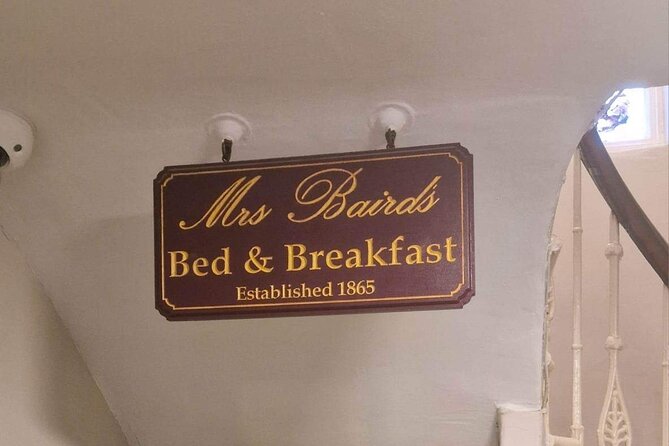 Mrs Baird's
Bed & Breakfast
Established 1865